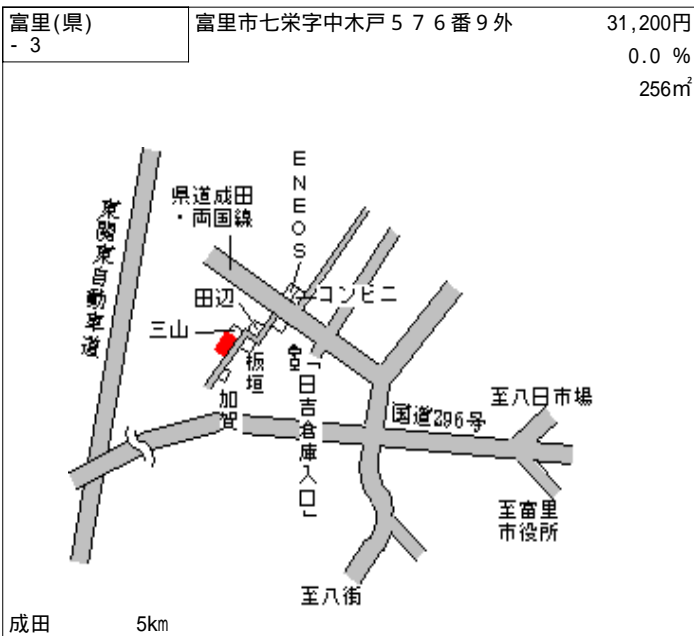 富里(県)
- 3
富里市七栄字中木戸５７６番９外
31,200円
0.0 %
256㎡
ENEOS
県道成田
・両国線
東関東自動車道
コンビニ
田辺
三山
板垣
加賀
「日吉倉庫入口」
国道296号
至八日市場
至富里
市役所
至八街
成田 5㎞